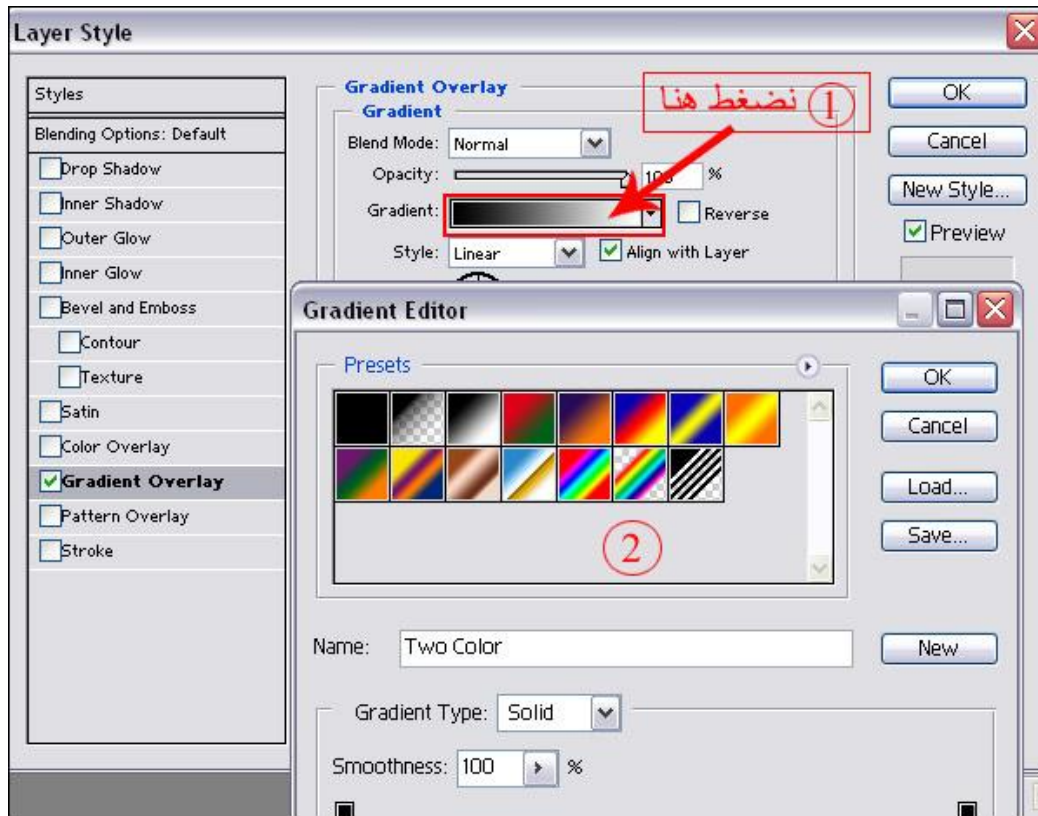 Layer Style
Styles
Blending Options: Default
Drop Shadow
Inner Shadow
Outer Glow
Inner Glow
Bevel and Emboss
Contour
Texture
Satin
Color Overlay
Gradient Overlay
Pattern Overlay
Stroke
Gradient Overlay
Gradient
① نضغط هنا
Blend Mode: Normal
Opacity: %
Gradient: Reverse
Style: Linear Align with Layer
OK
Cancel
New Style...
Preview
Gradient Editor
Presets
②
OK
Cancel
Load...
Save...
Name: Two Color
New
Gradient Type: Solid
Smoothness: 100 %